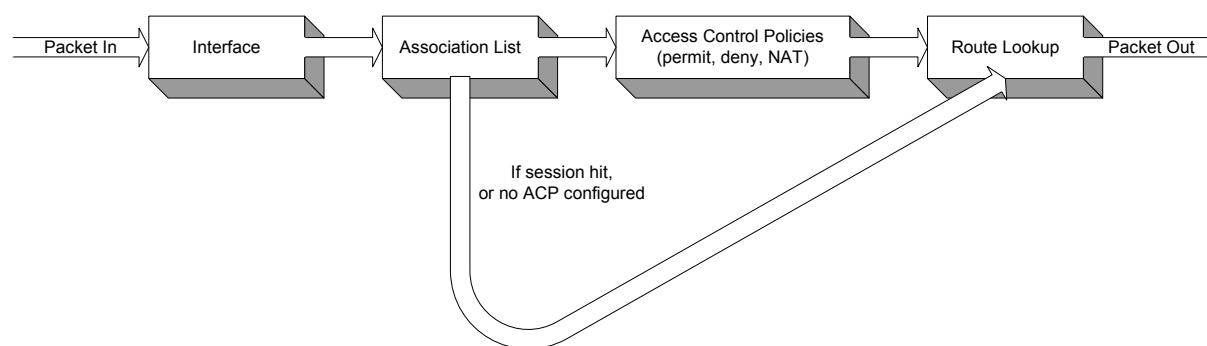 Packet In
Interface
Association List
Access Control Policies
(permit, deny, NAT)
Route Lookup
Packet Out
If session hit,
or no ACP configured